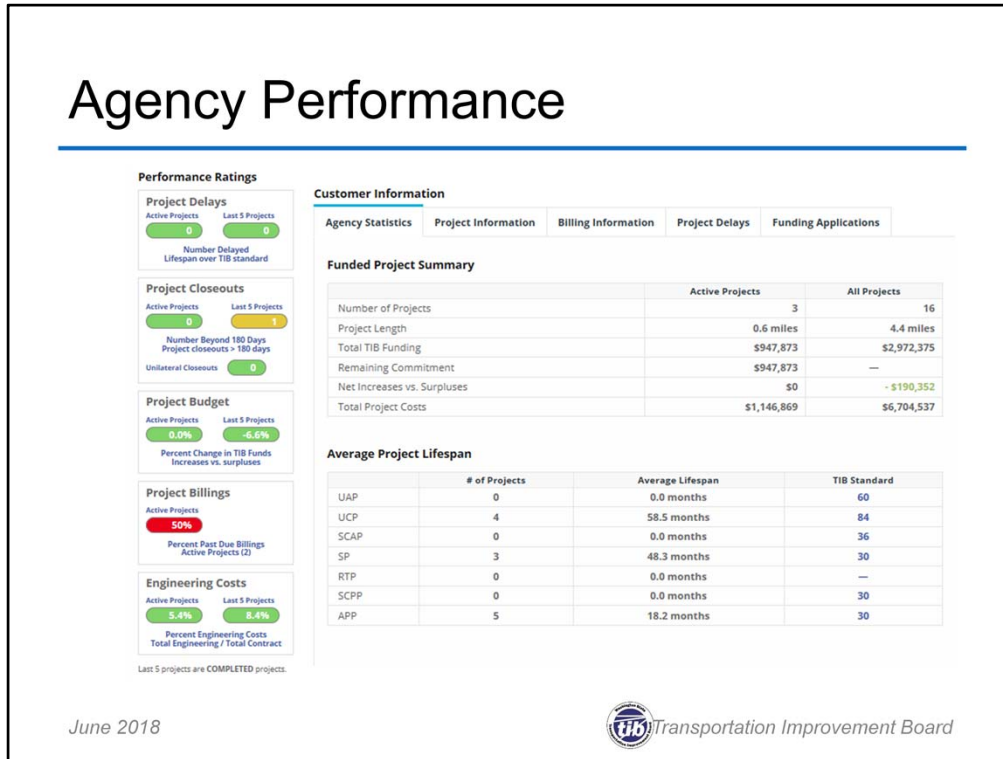 Agency Performance
Performance Ratings
Project Delays
Active Projects Last 5 Projects
0 0
Number Delayed
Lifespan over TIB standard
Project Closeouts
Active Projects Last 5 Projects
0 1
Number Beyond 180 Days
Project closeouts > 180 days
Unilateral Closeouts 0
Project Budget
Active Projects Last 5 Projects
0.0% -6.6%
Percent Change in TIB Funds
Increases vs. surpluses
Project Billings
Active Projects
50%
Percent Past Due Billings
Active Projects (2)
Engineering Costs
Active Projects Last 5 Projects
5.4% 8.4%
Percent Engineering Costs
Total Engineering / Total Contract
Last 5 projects are COMPLETED projects.
Customer Information
Agency Statistics Project Information Billing Information Project Delays Funding Applications
Funded Project Summary
Active Projects All Projects
Number of Projects 3 16
Project Length 0.6 miles 4.4 miles
Total TIB Funding $947,873 $2,972,375
Remaining Commitment $947,873 —
Net Increases vs. Surpluses $0 - $190,352
Total Project Costs $1,146,869 $6,704,537
Average Project Lifespan
# of Projects Average Lifespan TIB Standard
UAP 0 0.0 months 60
UCP 4 58.5 months 84
SCAP 0 0.0 months 36
SP 3 48.3 months 30
RTP 0 0.0 months —
SCPP 0 0.0 months 30
APP 5 18.2 months 30
June 2018
tib
Transportation Improvement Board